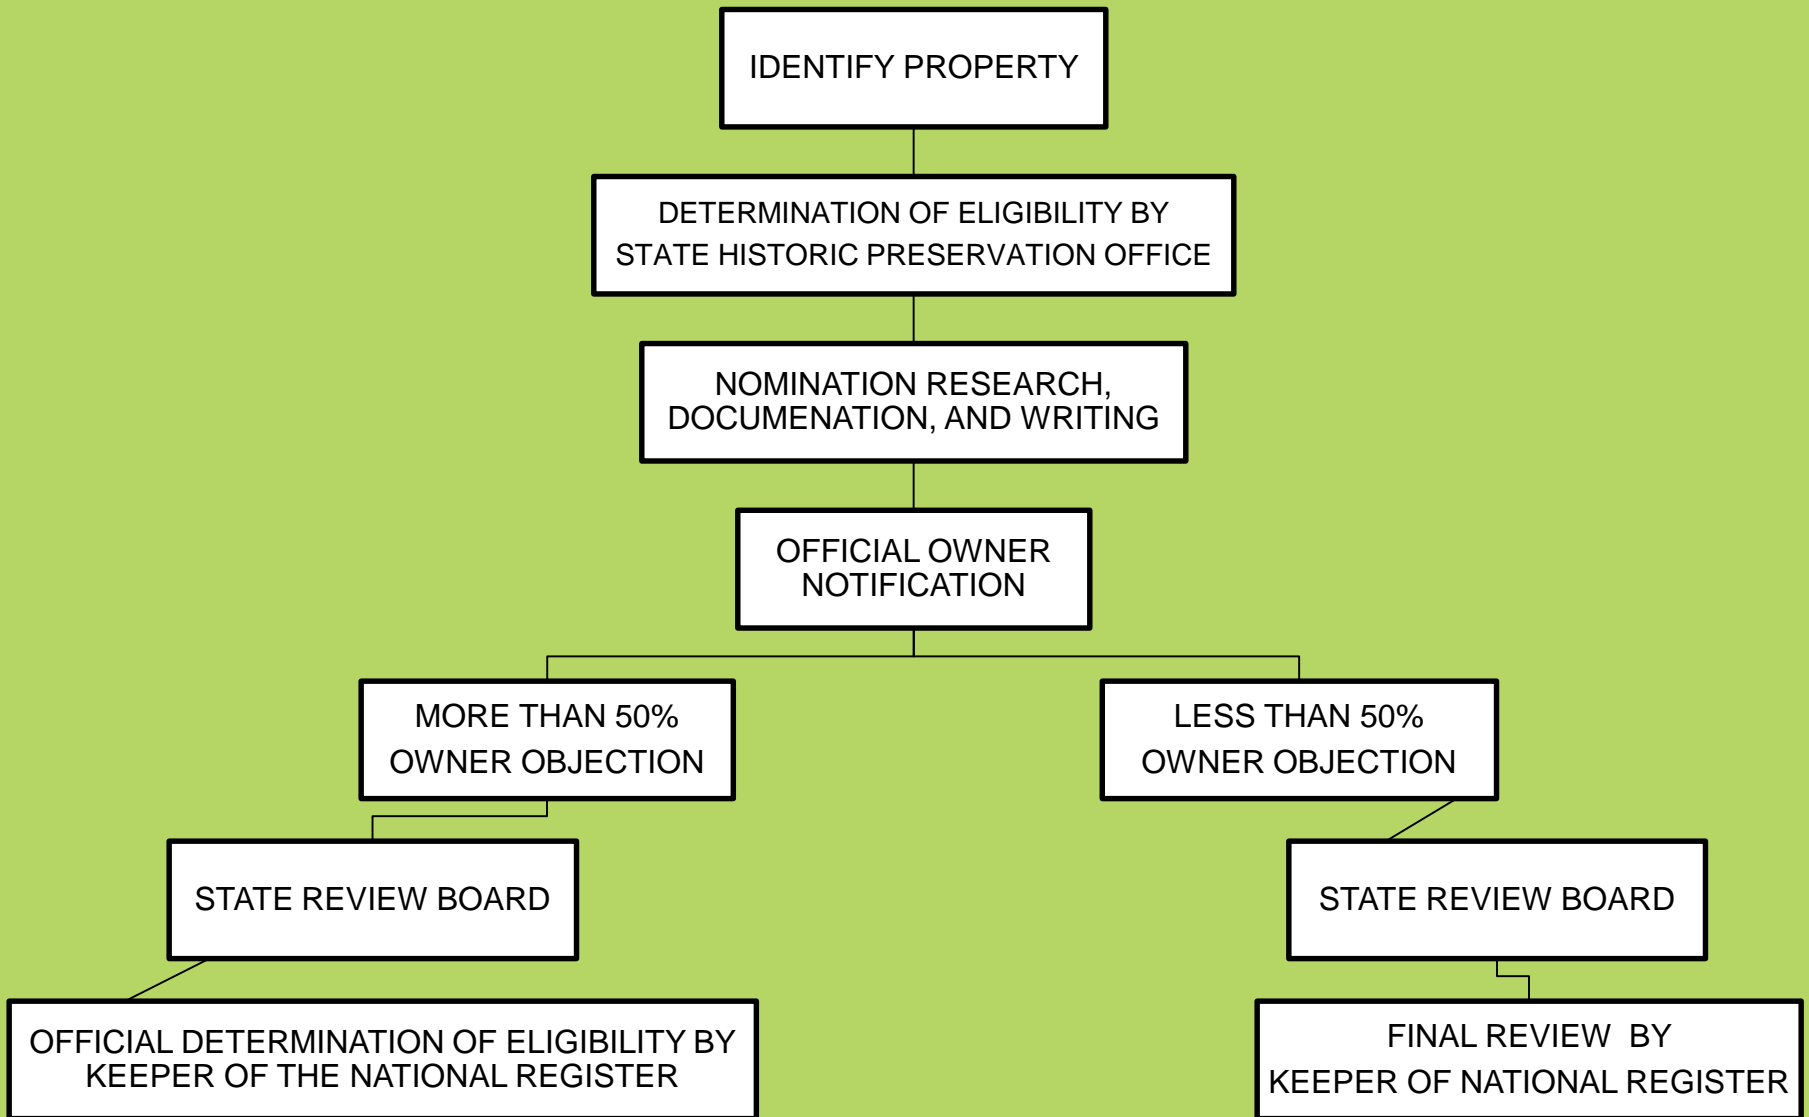 IDENTIFY PROPERTY
DETERMINATION OF ELIGIBILITY BY
STATE HISTORIC PRESERVATION OFFICE
NOMINATION RESEARCH,
DOCUMENATION, AND WRITING
OFFICIAL OWNER
NOTIFICATION
MORE THAN 50%
OWNER OBJECTION
LESS THAN 50%
OWNER OBJECTION
STATE REVIEW BOARD
STATE REVIEW BOARD
OFFICIAL DETERMINATION OF ELIGIBILITY BY
KEEPER OF THE NATIONAL REGISTER
FINAL REVIEW BY
KEEPER OF NATIONAL REGISTER